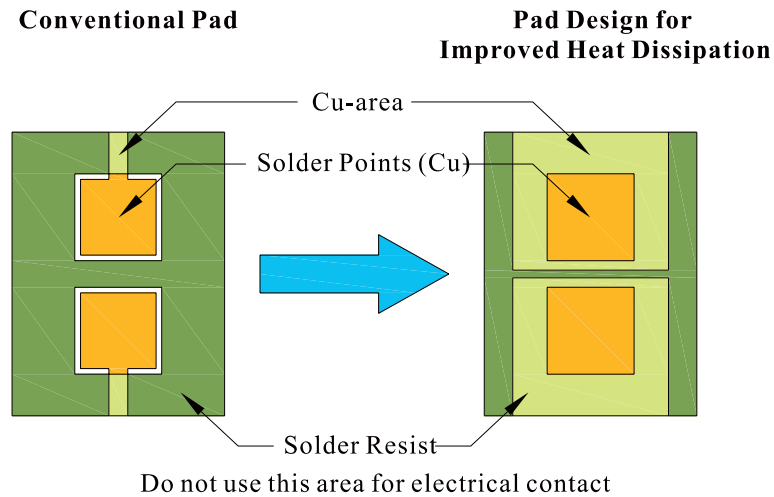 Conventional Pad
Pad Design for
Improved Heat Dissipation
Cu-area
Solder Points (Cu)
Solder Resist
Do not use this area for electrical contact